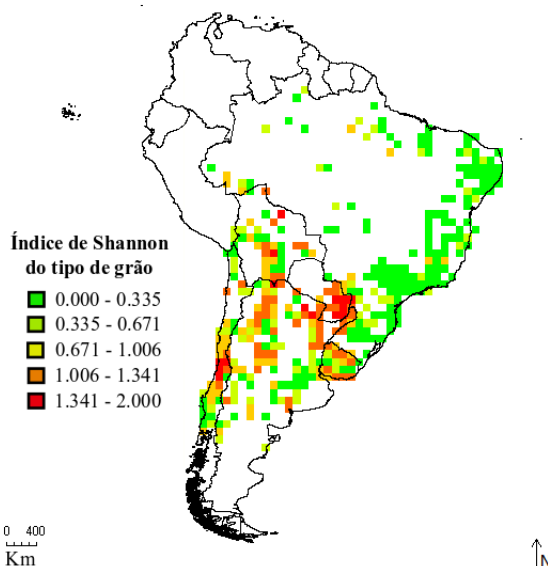 Índice de Shannon
do tipo de grão
0.000 - 0.335
0.335 - 0.671
0.671 - 1.006
1.006 - 1.341
1.341 - 2.000
0 400
Km
N